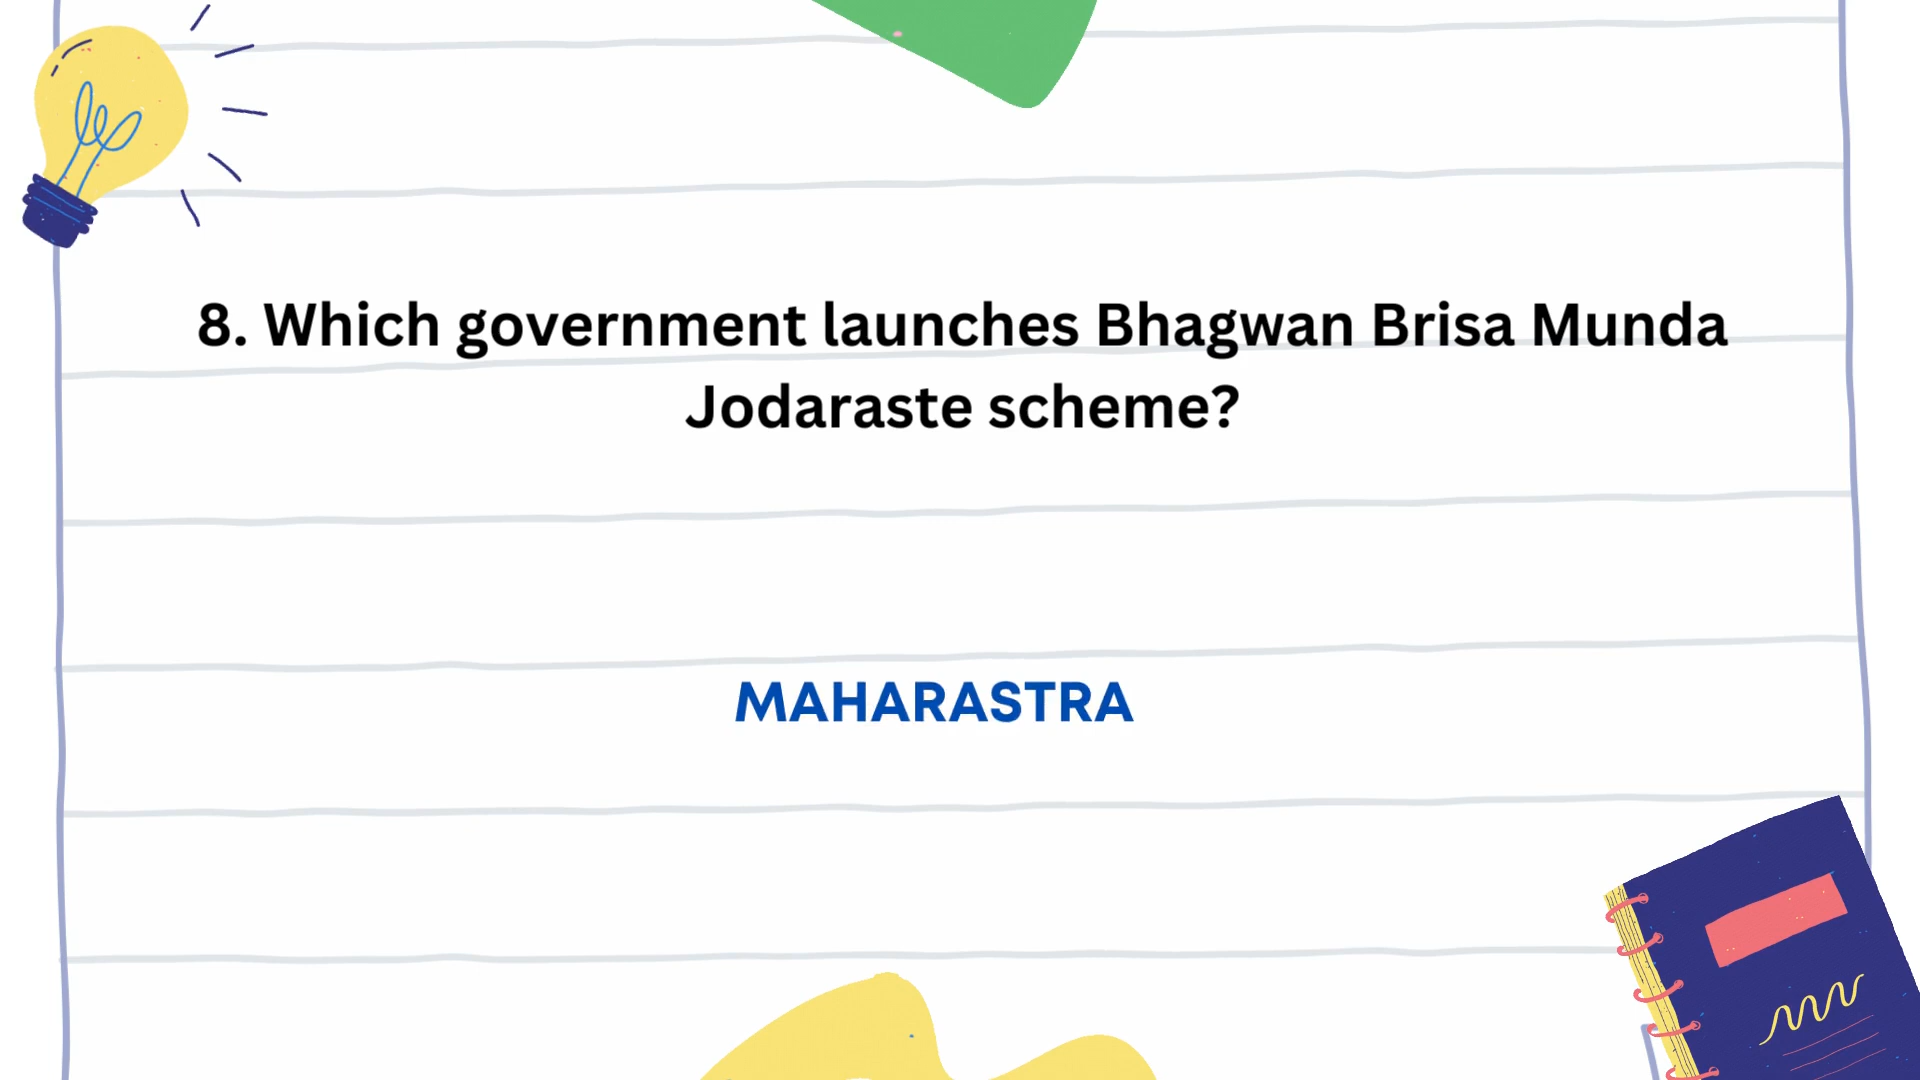 8. Which government launches Bhagwan Brisa Munda
Jodaraste scheme?
MAHARASTRA